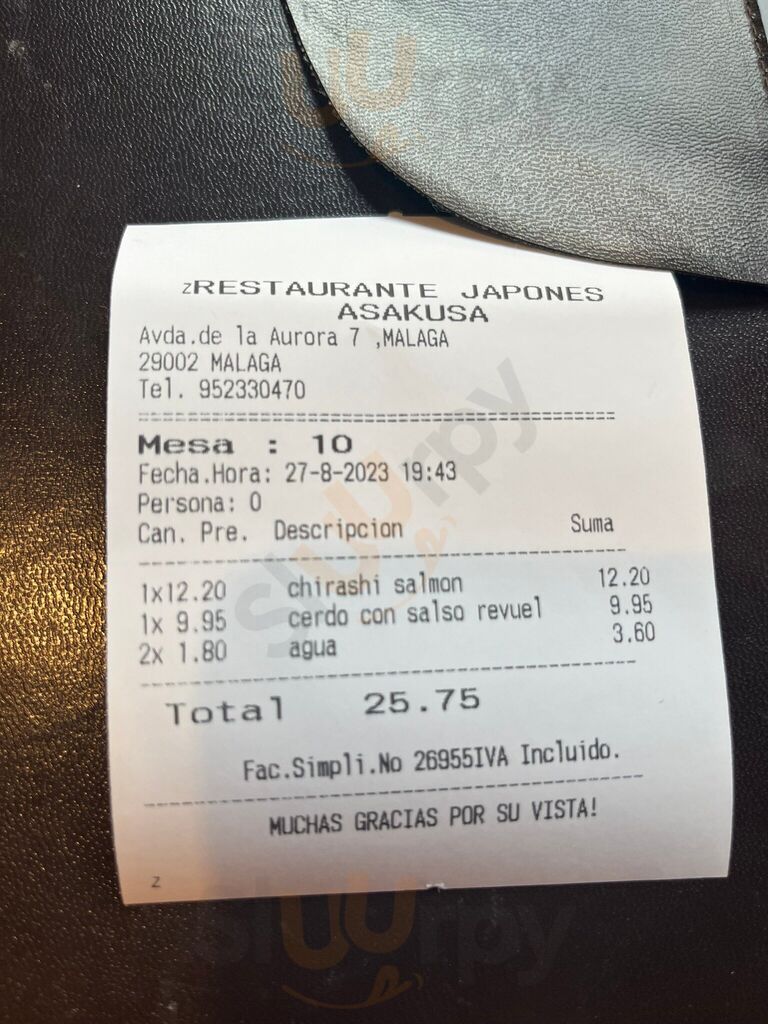 zRESTAURANTE JAPONES
ASAKUSA
Avda.de la Aurora 7 ,MALAGA
29002 MALAGA
Tel. 952330470
Mesa : 10
Fecha.Hora: 27-8-2023 19:43
Persona: 0
Can. Pre. Descripcion Suma
1x12.20 chirashi salmon 12.20
1x 9.95 cerdo con salso revuel 9.95
2x 1.80 agua 3.60
Total 25.75
Fac.Simpli.No 26955IVA Incluido.
MUCHAS GRACIAS POR SU VISTA!
z
slUUrpy
slUUrpy